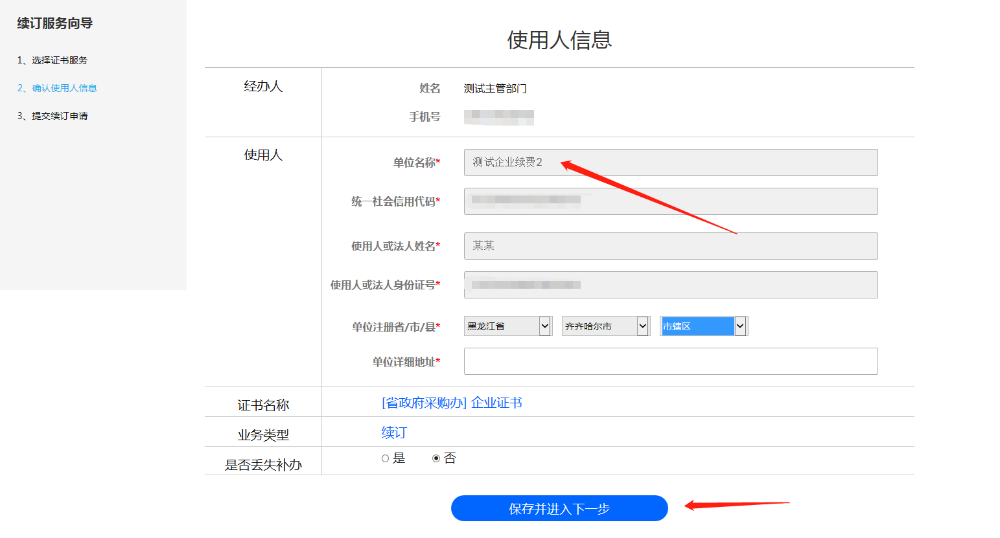 续订服务向导
1、选择证书服务
2、确认使用人信息
3、提交续订申请
使用人信息
经办人
姓名 测试主管部门
手机号
使用人
单位名称* 测试企业续费2
统一社会信用代码*
使用人或法人姓名* 某某
使用人或法人身份证号*
单位注册省/市/县* 黑龙江省 齐齐哈尔市 市辖区
单位详细地址*
证书名称 [省政府采购办] 企业证书
业务类型 续订
是否丢失补办 是 否
保存并进入下一步